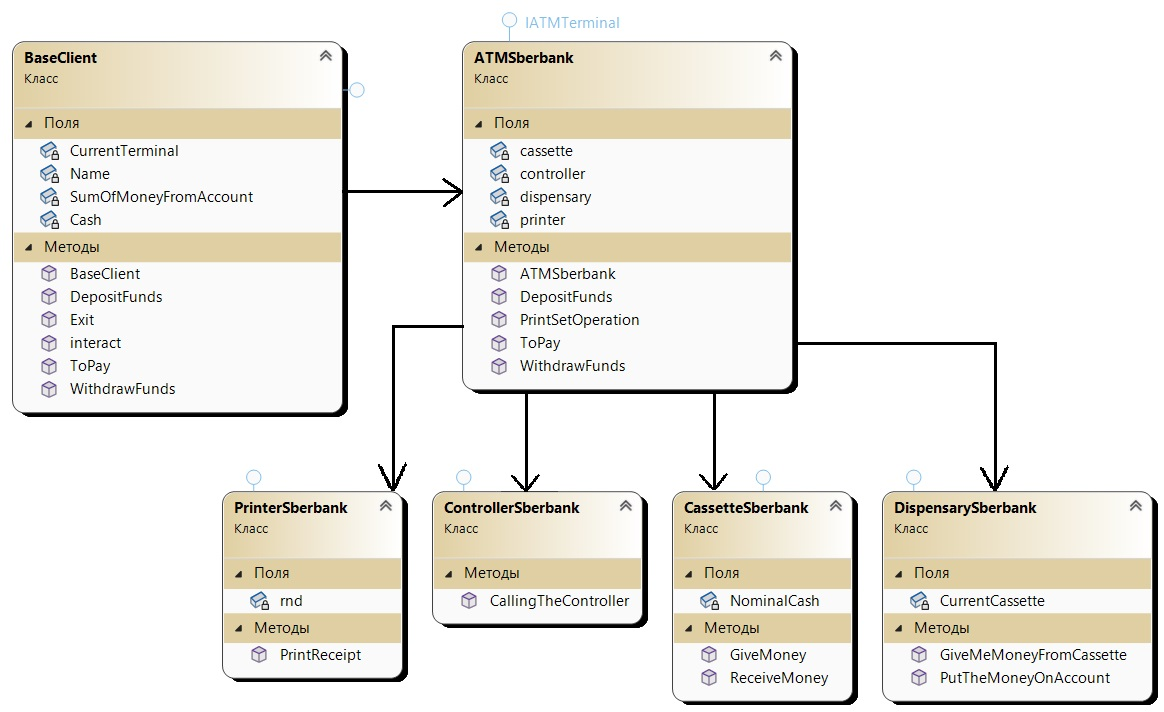 IATMTerminal
BaseClient
Класс
Поля
CurrentTerminal
Name
SumOfMoneyFromAccount
Cash
Методы
BaseClient
DepositFunds
Exit
interact
ToPay
WithdrawFunds
ATMSberbank
Класс
Поля
cassette
controller
dispensary
printer
Методы
ATMSberbank
DepositFunds
PrintSetOperation
ToPay
WithdrawFunds
PrinterSberbank
Класс
Поля
rnd
Методы
PrintReceipt
ControllerSberbank
Класс
Методы
CallingTheController
CassetteSberbank
Класс
Поля
NominalCash
Методы
GiveMoney
ReceiveMoney
DispensarySberbank
Класс
Поля
CurrentCassette
Методы
GiveMeMoneyFromCassette
PutTheMoneyOnAccount